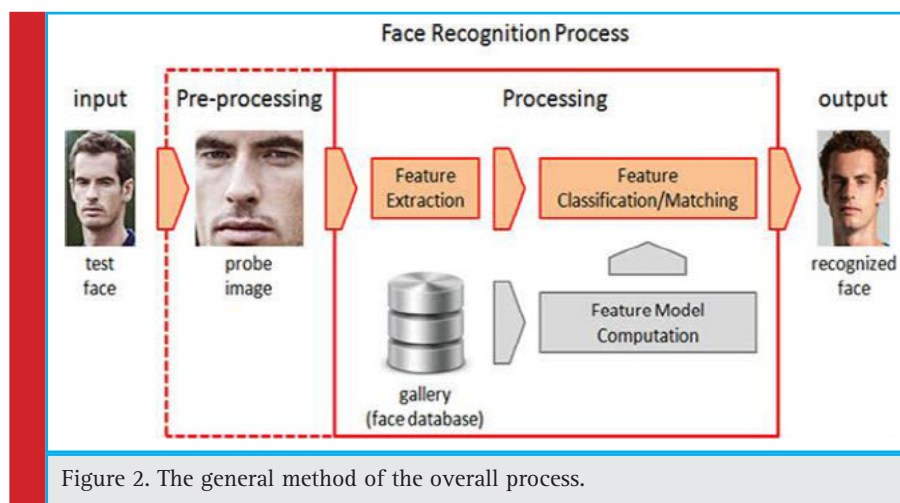 Face Recognition Process
input
Pre-processing
Processing
output
Feature
Extraction
Feature
Classification/Matching
test
face
probe
image
recognized
face
gallery
(face database)
Feature Model
Computation
Figure 2. The general method of the overall process.